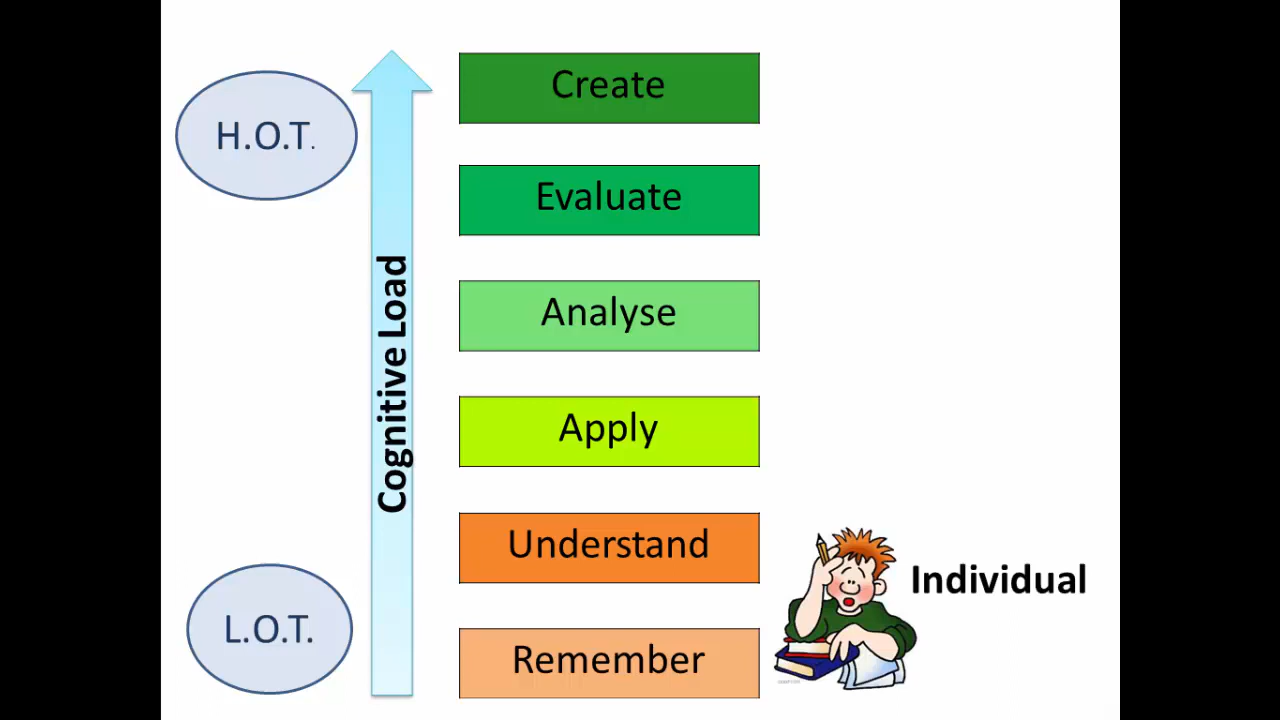 H.O.T.
L.O.T.
Cognitive Load
Create
Evaluate
Analyse
Apply
Understand
Remember
Individual